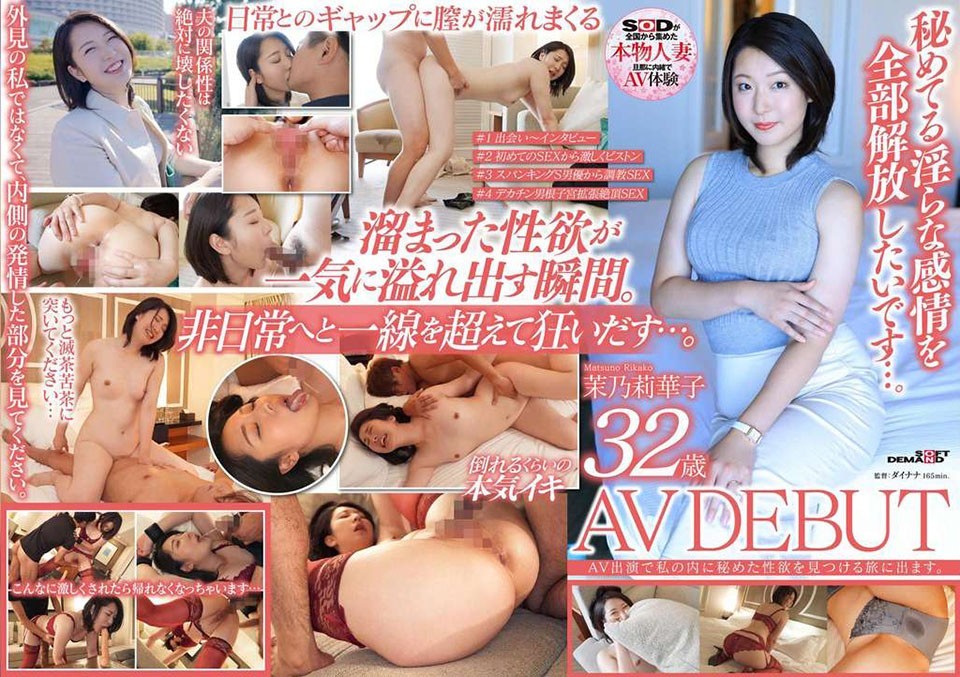 秘めてる淫らな感情を
全部解放したいです…。
SODが
全国から集めた
本物人妻
旦那に内緒で
AV体験
日常とのギャップに膣が濡れまくる
夫の関係性は
絶対に壊したくない
外見の私ではなくて、内側の発情した部分を見てください。
#1 出会い～インタビュー
#2 初めてのSEXから激しくピストン
#3 スパンキングS男優から調教SEX
#4 デカチン男根子宮拡張絶頂SEX
溜まった性欲が
一気に溢れ出す瞬間。
非日常へと一線を超えて狂いだす…。
もっと滅茶苦茶に
突いてください…
Matsuno Rikako
茉乃莉華子
32歳
倒れるくらいの
本気イキ
SOFT
ON
DEMAND
監督:ダイナナ 165min.
AV DEBUT
AV出演で私の内に秘めた性欲を見つける旅に出ます。
こんなに激しくされたら帰れなくなっちゃいます…